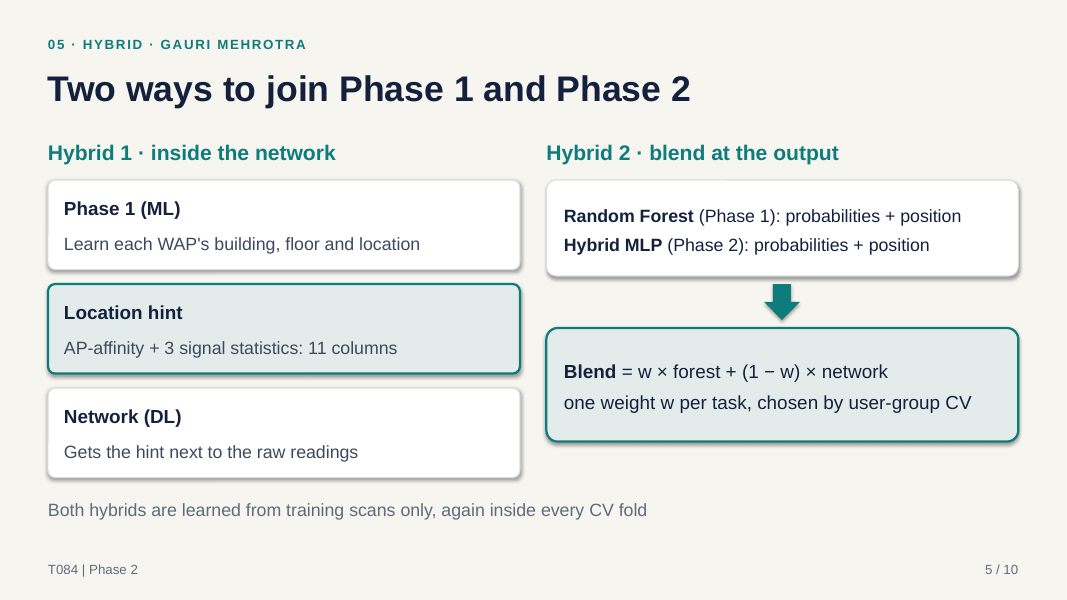 05 · HYBRID · GAURI MEHROTRA
Two ways to join Phase 1 and Phase 2
Hybrid 1 · inside the network
Phase 1 (ML)
Learn each WAP's building, floor and location
Location hint
AP-affinity + 3 signal statistics: 11 columns
Network (DL)
Gets the hint next to the raw readings
Hybrid 2 · blend at the output
Random Forest (Phase 1): probabilities + position
Hybrid MLP (Phase 2): probabilities + position
Blend = w × forest + (1 − w) × network
one weight w per task, chosen by user-group CV
Both hybrids are learned from training scans only, again inside every CV fold
T084 | Phase 2
5 / 10